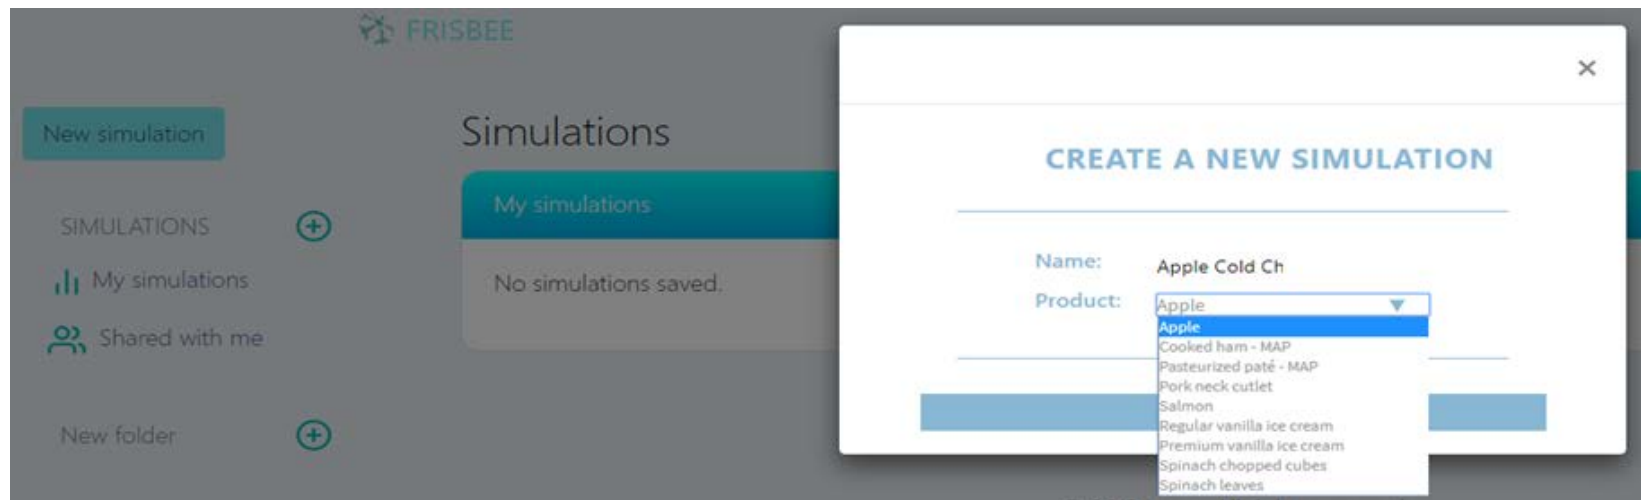 FRISBEE
New simulation
SIMULATIONS
My simulations
Shared with me
New folder
Simulations
My simulations
No simulations saved.
×
CREATE A NEW SIMULATION
Name: Apple Cold Ch
Product: Apple
Apple
Cooked ham - MAP
Pasteurized paté - MAP
Pork neck cutlet
Salmon
Regular vanilla ice cream
Premium vanilla ice cream
Spinach chopped cubes
Spinach leaves